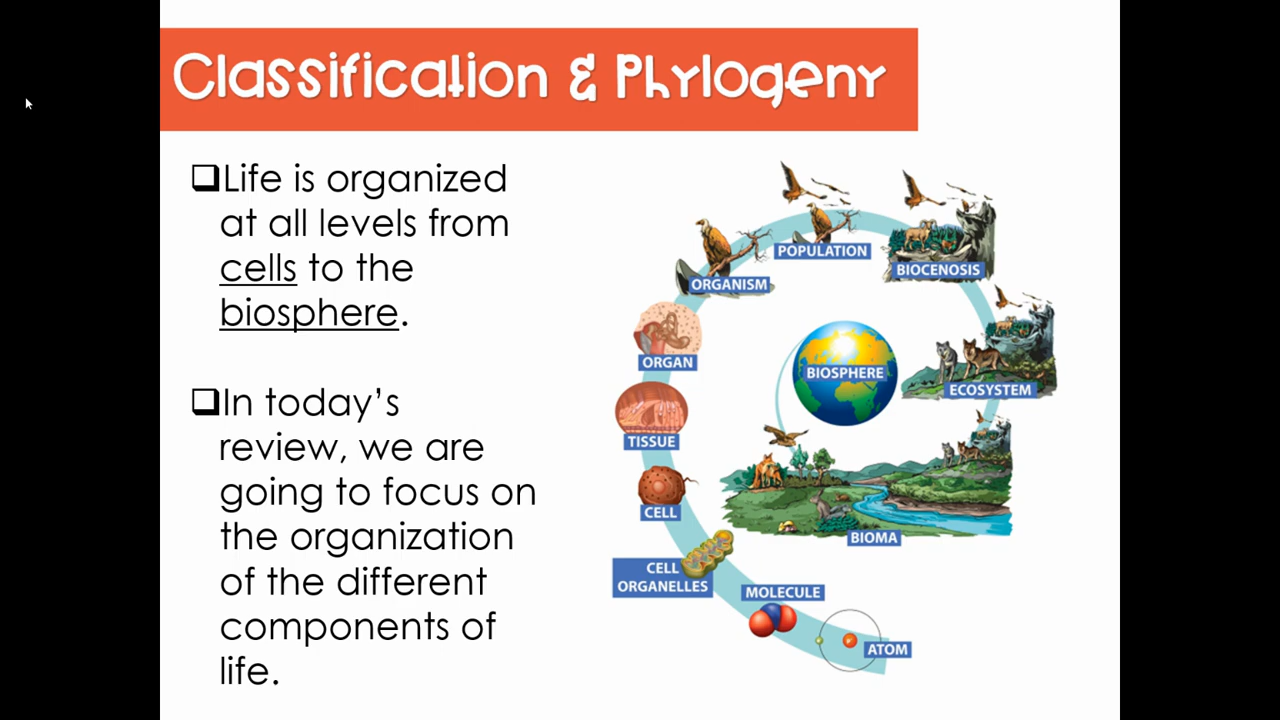 Classification & Phylogeny
Life is organized
at all levels from
cells to the
biosphere.
In today’s
review, we are
going to focus on
the organization
of the different
components of
life.
POPULATION
BIOCENOSIS
ORGANISM
ORGAN
BIOSPHERE
ECOSYSTEM
TISSUE
CELL
BIOMA
CELL
ORGANELLES
MOLECULE
ATOM